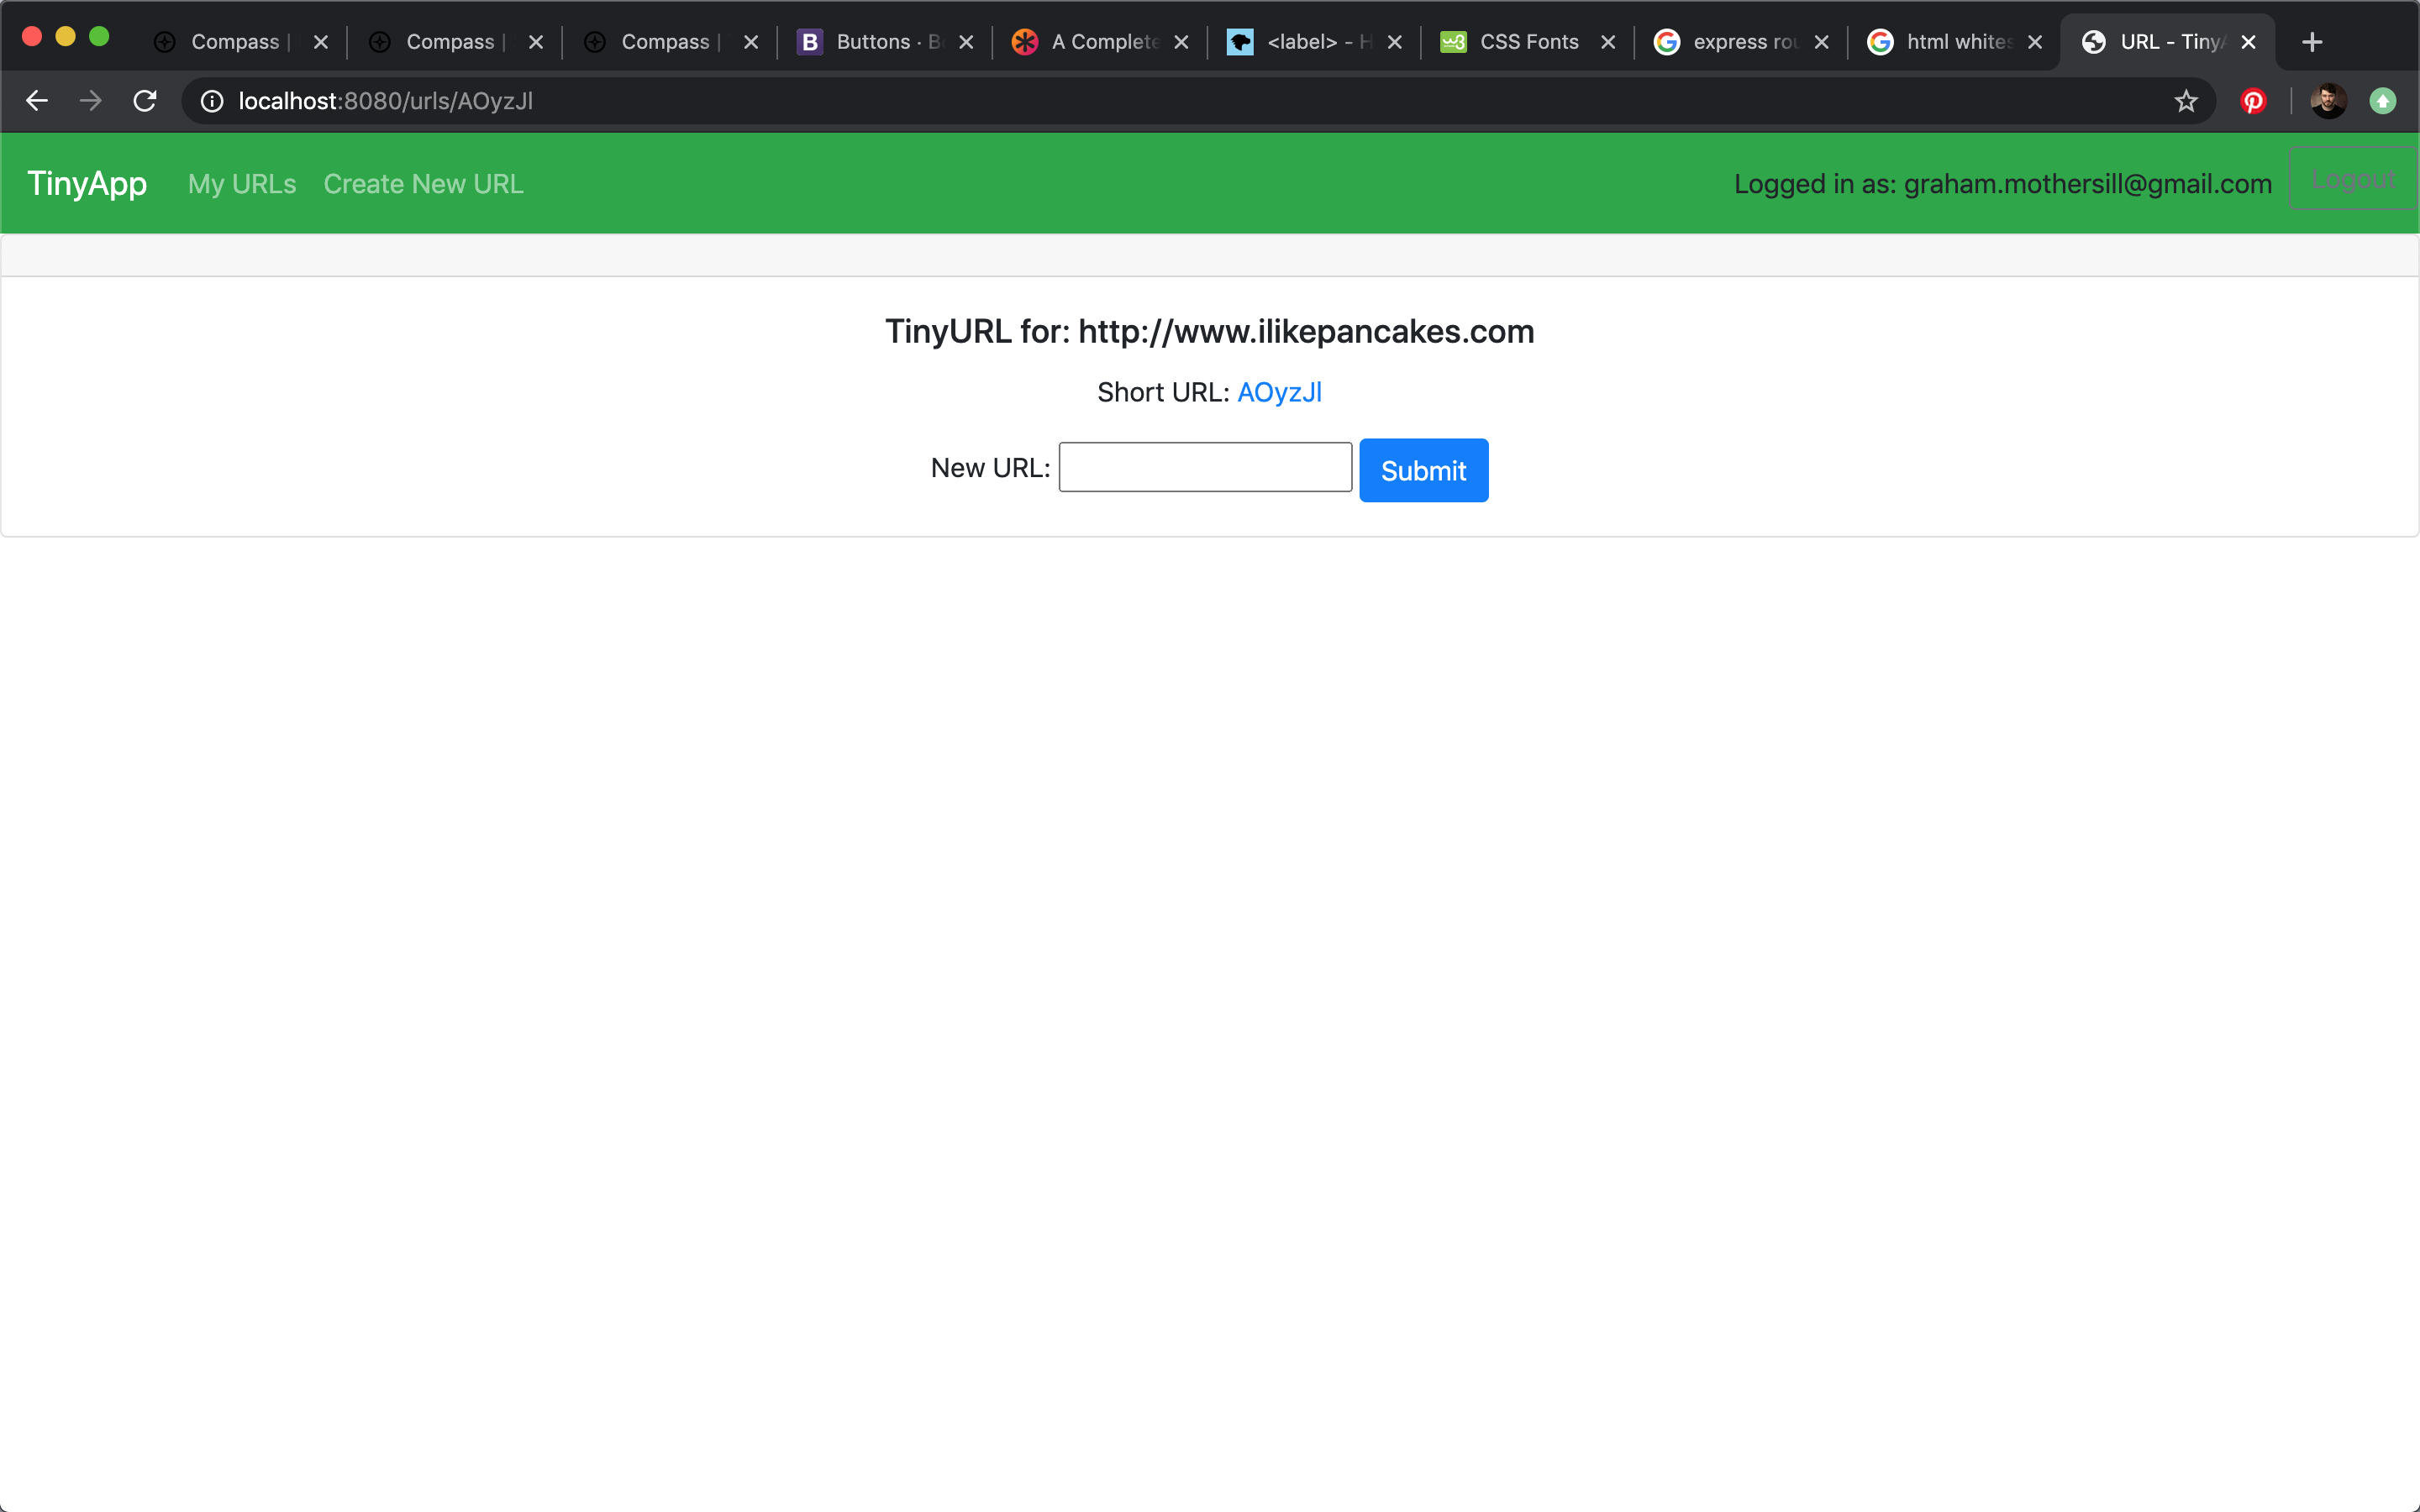 Compass | Compass | Compass | Buttons · B A Complete <label> - H CSS Fonts express rou html whites URL - Tiny
localhost:8080/urls/AOyzJl
TinyApp My URLs Create New URL Logged in as: graham.mothersill@gmail.com Logout
TinyURL for: http://www.ilikepancakes.com
Short URL: AOyzJl
New URL: Submit